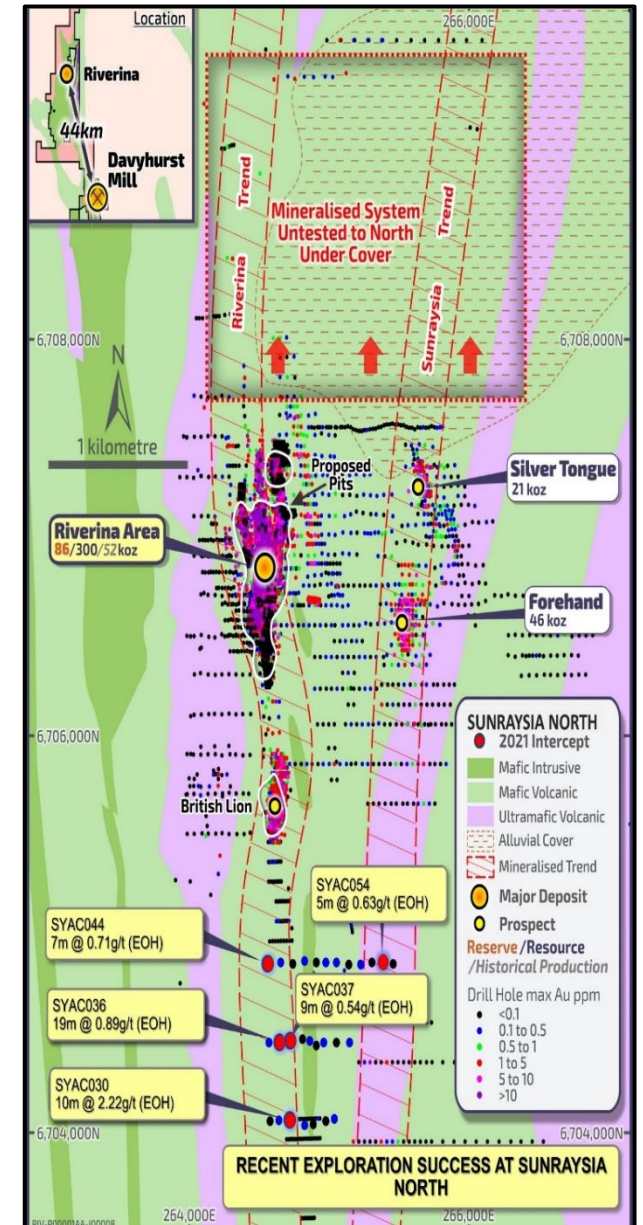 Location
266,000E
Riverina
44km
Davyhurst
Mill
Trend
Trend
Mineralised System
Untested to North
Under Cover
Riverina
Sunraysia
6,708,000N
6,708,000N
N
1 kilometre
Proposed
Pits
Silver Tongue
21 koz
Riverina Area
86/300/52koz
Forehand
46 koz
6,706,000N
British Lion
SUNRAYSIA NORTH
2021 Intercept
Mafic Intrusive
Mafic Volcanic
Ultramafic Volcanic
Alluvial Cover
Mineralised Trend
Major Deposit
Prospect
Reserve /Resource
/Historical Production
Drill Hole max Au ppm
<0.1
0.1 to 0.5
0.5 to 1
1 to 5
5 to 10
>10
SYAC054
5m @ 0.63g/t (EOH)
SYAC044
7m @ 0.71g/t (EOH)
SYAC037
9m @ 0.54g/t (EOH)
SYAC036
19m @ 0.89g/t (EOH)
SYAC030
10m @ 2.22g/t (EOH)
6,704,000N
6,704,000N
RECENT EXPLORATION SUCCESS AT SUNRAYSIA
NORTH
264,000E
266,000E